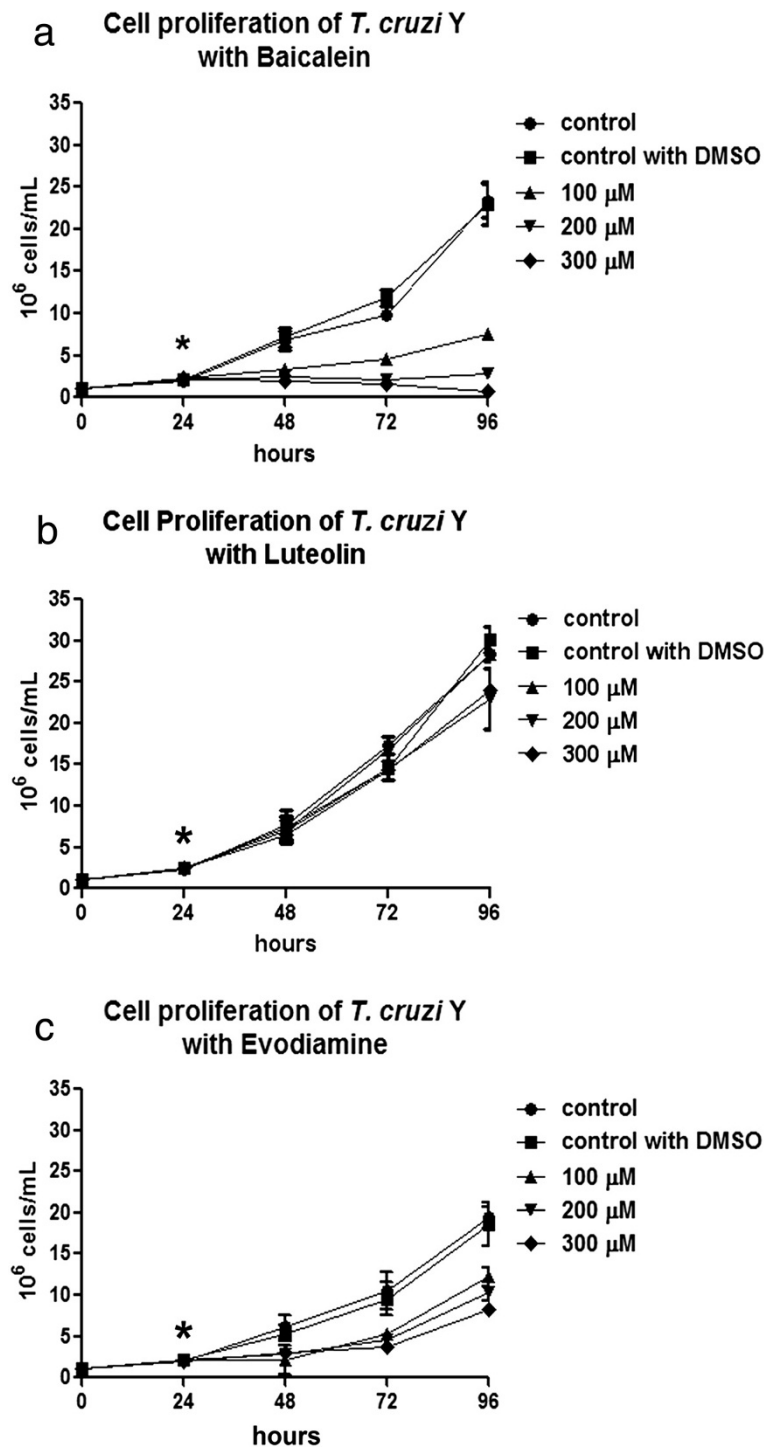 a
Cell proliferation of T. cruzi Y
with Baicalein
35
30
25
20
15
10
5
0
10⁶ cells/mL
*
0 24 48 72 96
hours
control
control with DMSO
100 µM
200 µM
300 µM
b
Cell Proliferation of T. cruzi Y
with Luteolin
35
30
25
20
15
10
5
0
10⁶ cells/mL
*
0 24 48 72 96
hours
control
control with DMSO
100 µM
200 µM
300 µM
c
Cell proliferation of T. cruzi Y
with Evodiamine
35
30
25
20
15
10
5
0
10⁶ cells/mL
*
0 24 48 72 96
hours
control
control with DMSO
100 µM
200 µM
300 µM